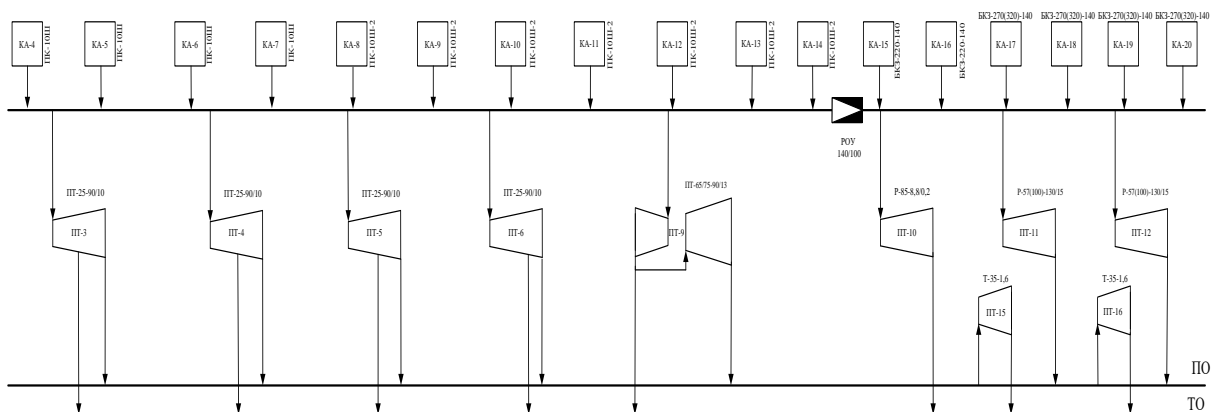 БКЗ-270(320)-140 БКЗ-270(320)-140 БКЗ-270(320)-140 БКЗ-270(320)-140
КА-4 ПК-10Ш КА-5 ПК-10Ш КА-6 ПК-10Ш КА-7 ПК-10Ш КА-8 ПК-10Ш-2 КА-9 ПК-10Ш-2 КА-10 ПК-10Ш-2 КА-11 ПК-10Ш-2 КА-12 ПК-10Ш-2 КА-13 ПК-10Ш-2 КА-14 ПК-10Ш-2 КА-15 БКЗ-220-140 КА-16 БКЗ-220-140 КА-17 КА-18 КА-19 КА-20
РОУ
140/100
ПТ-25-90/10 ПТ-25-90/10 ПТ-25-90/10 ПТ-25-90/10 ПТ-65/75-90/13 Р-85-8,8/0,2 Р-57(100)-130/15 Р-57(100)-130/15
ПТ-3 ПТ-4 ПТ-5 ПТ-6 ПТ-9 ПТ-10 ПТ-11 ПТ-12
Т-35-1,6 Т-35-1,6
ПТ-15 ПТ-16
ПО
ТО